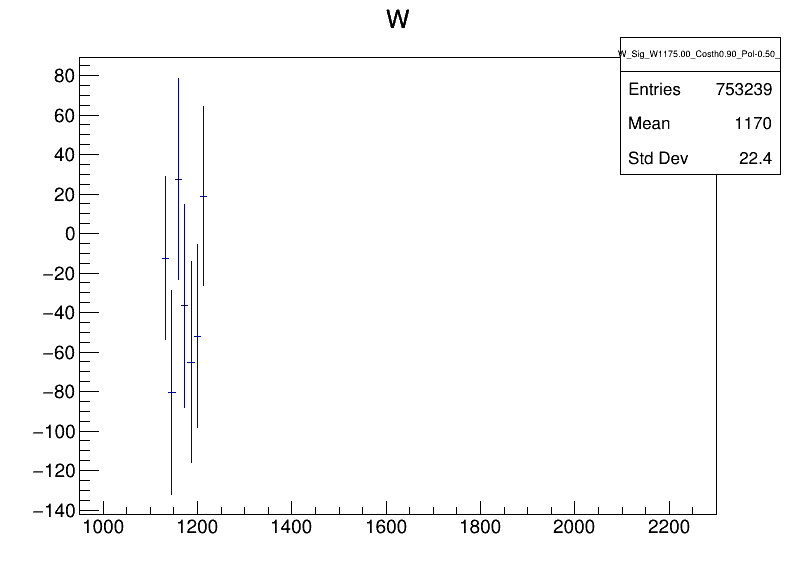 W
W_Sig_W1175.00_Costh0.90_Pol-0.50_
Entries 753239
Mean 1170
Std Dev 22.4
80
60
40
20
0
−20
−40
−60
−80
−100
−120
−140
1000 1200 1400 1600 1800 2000 2200